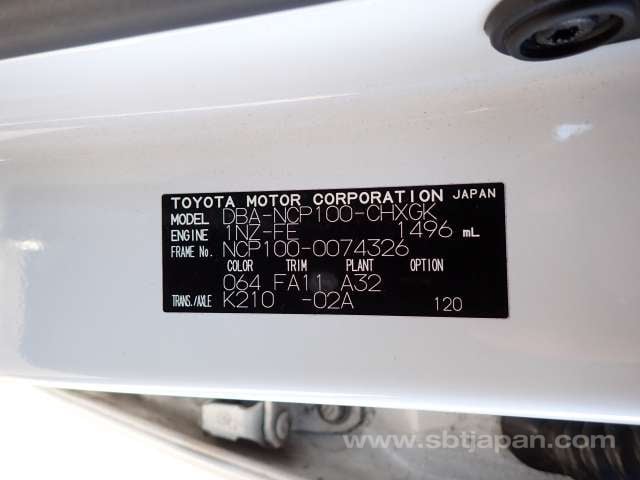 TOYOTA MOTOR CORPORATION JAPAN
MODEL DBA-NCP100-CHXGK
ENGINE 1NZ-FE 1496 mL
FRAME No. NCP100-0074326
COLOR TRIM PLANT OPTION
064 FA11 A32
TRANS./AXLE K210 -02A 120
www.sbtjapan.com